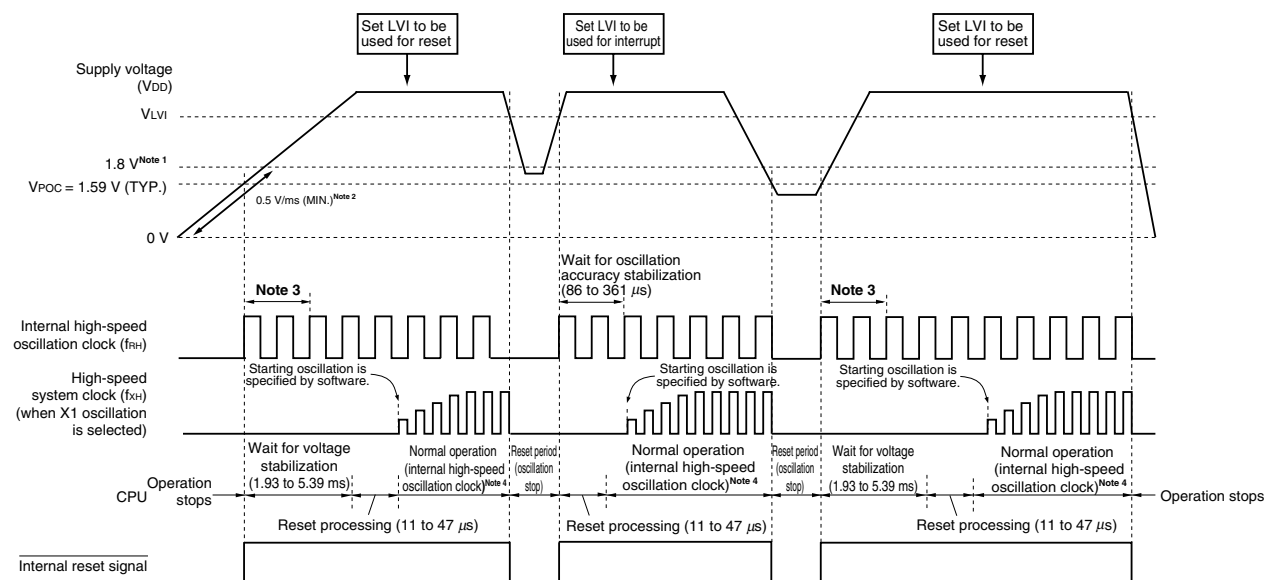 Set LVI to be
used for reset
Set LVI to be
used for interrupt
Set LVI to be
used for reset
Supply voltage
(VDD)
VLVI
1.8 V Note 1
VPOC = 1.59 V (TYP.)
0.5 V/ms (MIN.) Note 2
0 V
Wait for oscillation
accuracy stabilization
(86 to 361 μs)
Note 3
Note 3
Internal high-speed
oscillation clock (fRH)
Starting oscillation is
specified by software.
Starting oscillation is
specified by software.
Starting oscillation is
specified by software.
High-speed
system clock (fXH)
(when X1 oscillation
is selected)
Wait for voltage
stabilization
(1.93 to 5.39 ms)
Normal operation
(internal high-speed
oscillation clock) Note 4
Reset period
(oscillation
stop)
Normal operation
(internal high-speed
oscillation clock) Note 4
Reset period
(oscillation
stop)
Wait for voltage
stabilization
(1.93 to 5.39 ms)
Normal operation
(internal high-speed
oscillation clock) Note 4
CPU
Operation
stops
Operation stops
Reset processing (11 to 47 μs)
Reset processing (11 to 47 μs)
Reset processing (11 to 47 μs)
Internal reset signal